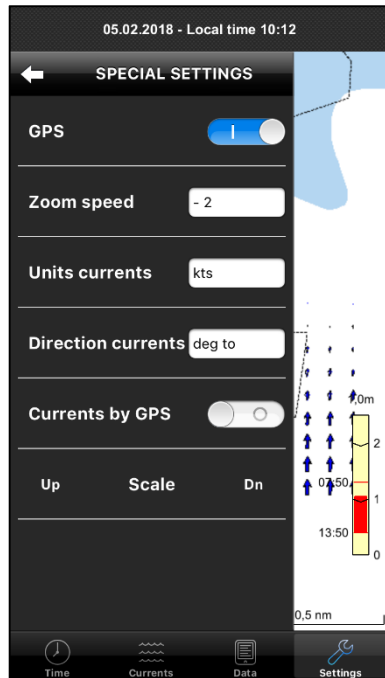 05.02.2018 - Local time 10:12
SPECIAL SETTINGS
GPS
Zoom speed - 2
Units currents kts
Direction currents deg to
Currents by GPS
Up Scale Dn
,0m
2
07:50
1
13:50
0
0,5 nm
Time Currents Data Settings